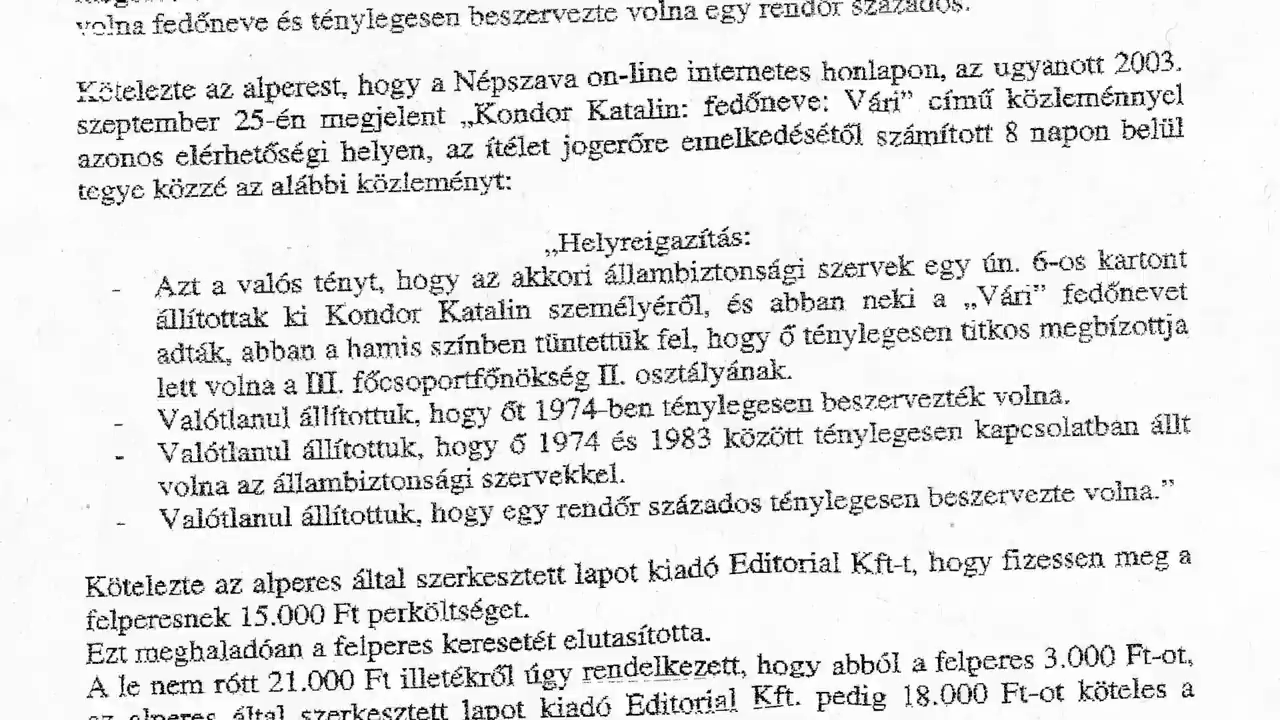 volna fedőneve és ténylegesen beszervezte volna egy rendőr százados.
Kötelezte az alperest, hogy a Népszava on-line internetes honlapon, az ugyanott 2003.
szeptember 25-én megjelent „Kondor Katalin: fedőneve: Vári” című közleménnyel
azonos elérhetőségi helyen, az ítélet jogerőre emelkedésétől számított 8 napon belül
tegye közzé az alábbi közleményt:
„Helyreigazítás:
- Azt a valós tényt, hogy az akkori állambiztonsági szervek egy ún. 6-os kartont
állítottak ki Kondor Katalin személyéről, és abban neki a „Vári” fedőnevet
adták, abban a hamis színben tüntettük fel, hogy ő ténylegesen titkos megbízottja
lett volna a III. főcsoportfőnökség II. osztályának.
- Valótlanul állítottuk, hogy őt 1974-ben ténylegesen beszervezték volna.
- Valótlanul állítottuk, hogy ő 1974 és 1983 között ténylegesen kapcsolatban állt
volna az állambiztonsági szervekkel.
- Valótlanul állítottuk, hogy egy rendőr százados ténylegesen beszervezte volna.”
Kötelezte az alperes által szerkesztett lapot kiadó Editorial Kft-t, hogy fizessen meg a
felperesnek 15.000 Ft perköltséget.
Ezt meghaladóan a felperes keresetét elutasította.
A le nem rótt 21.000 Ft illetékről úgy rendelkezett, hogy abból a felperes 3.000 Ft-ot,
az alperes által szerkesztett lapot kiadó Editorial Kft. pedig 18.000 Ft-ot köteles a